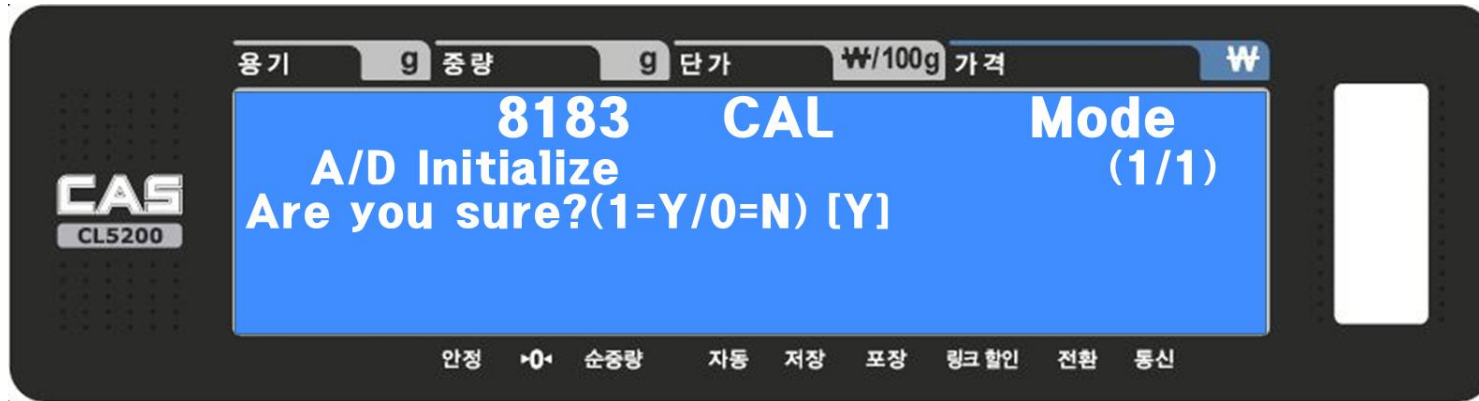 용기 g 중량 g 단가 ₩/100g 가격 ₩
8183 CAL Mode
A/D Initialize (1/1)
Are you sure?(1=Y/0=N) [Y]
CAS
CL5200
안정 ▸0◂ 순중량 자동 저장 포장 링크 할인 전환 통신